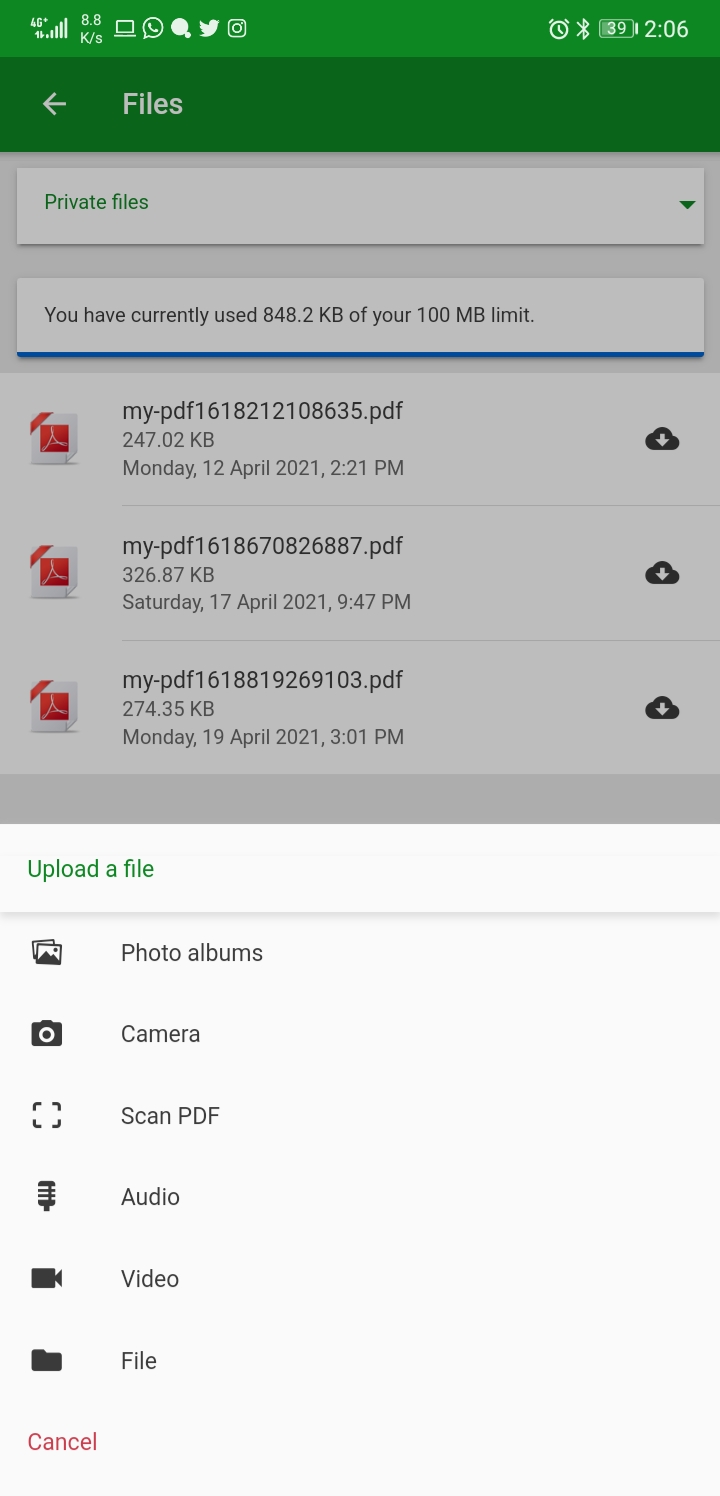 4G+ 8.8 K/s 39 2:06
Files
Private files
You have currently used 848.2 KB of your 100 MB limit.
my-pdf1618212108635.pdf
247.02 KB
Monday, 12 April 2021, 2:21 PM
my-pdf1618670826887.pdf
326.87 KB
Saturday, 17 April 2021, 9:47 PM
my-pdf1618819269103.pdf
274.35 KB
Monday, 19 April 2021, 3:01 PM
Upload a file
Photo albums
Camera
Scan PDF
Audio
Video
File
Cancel